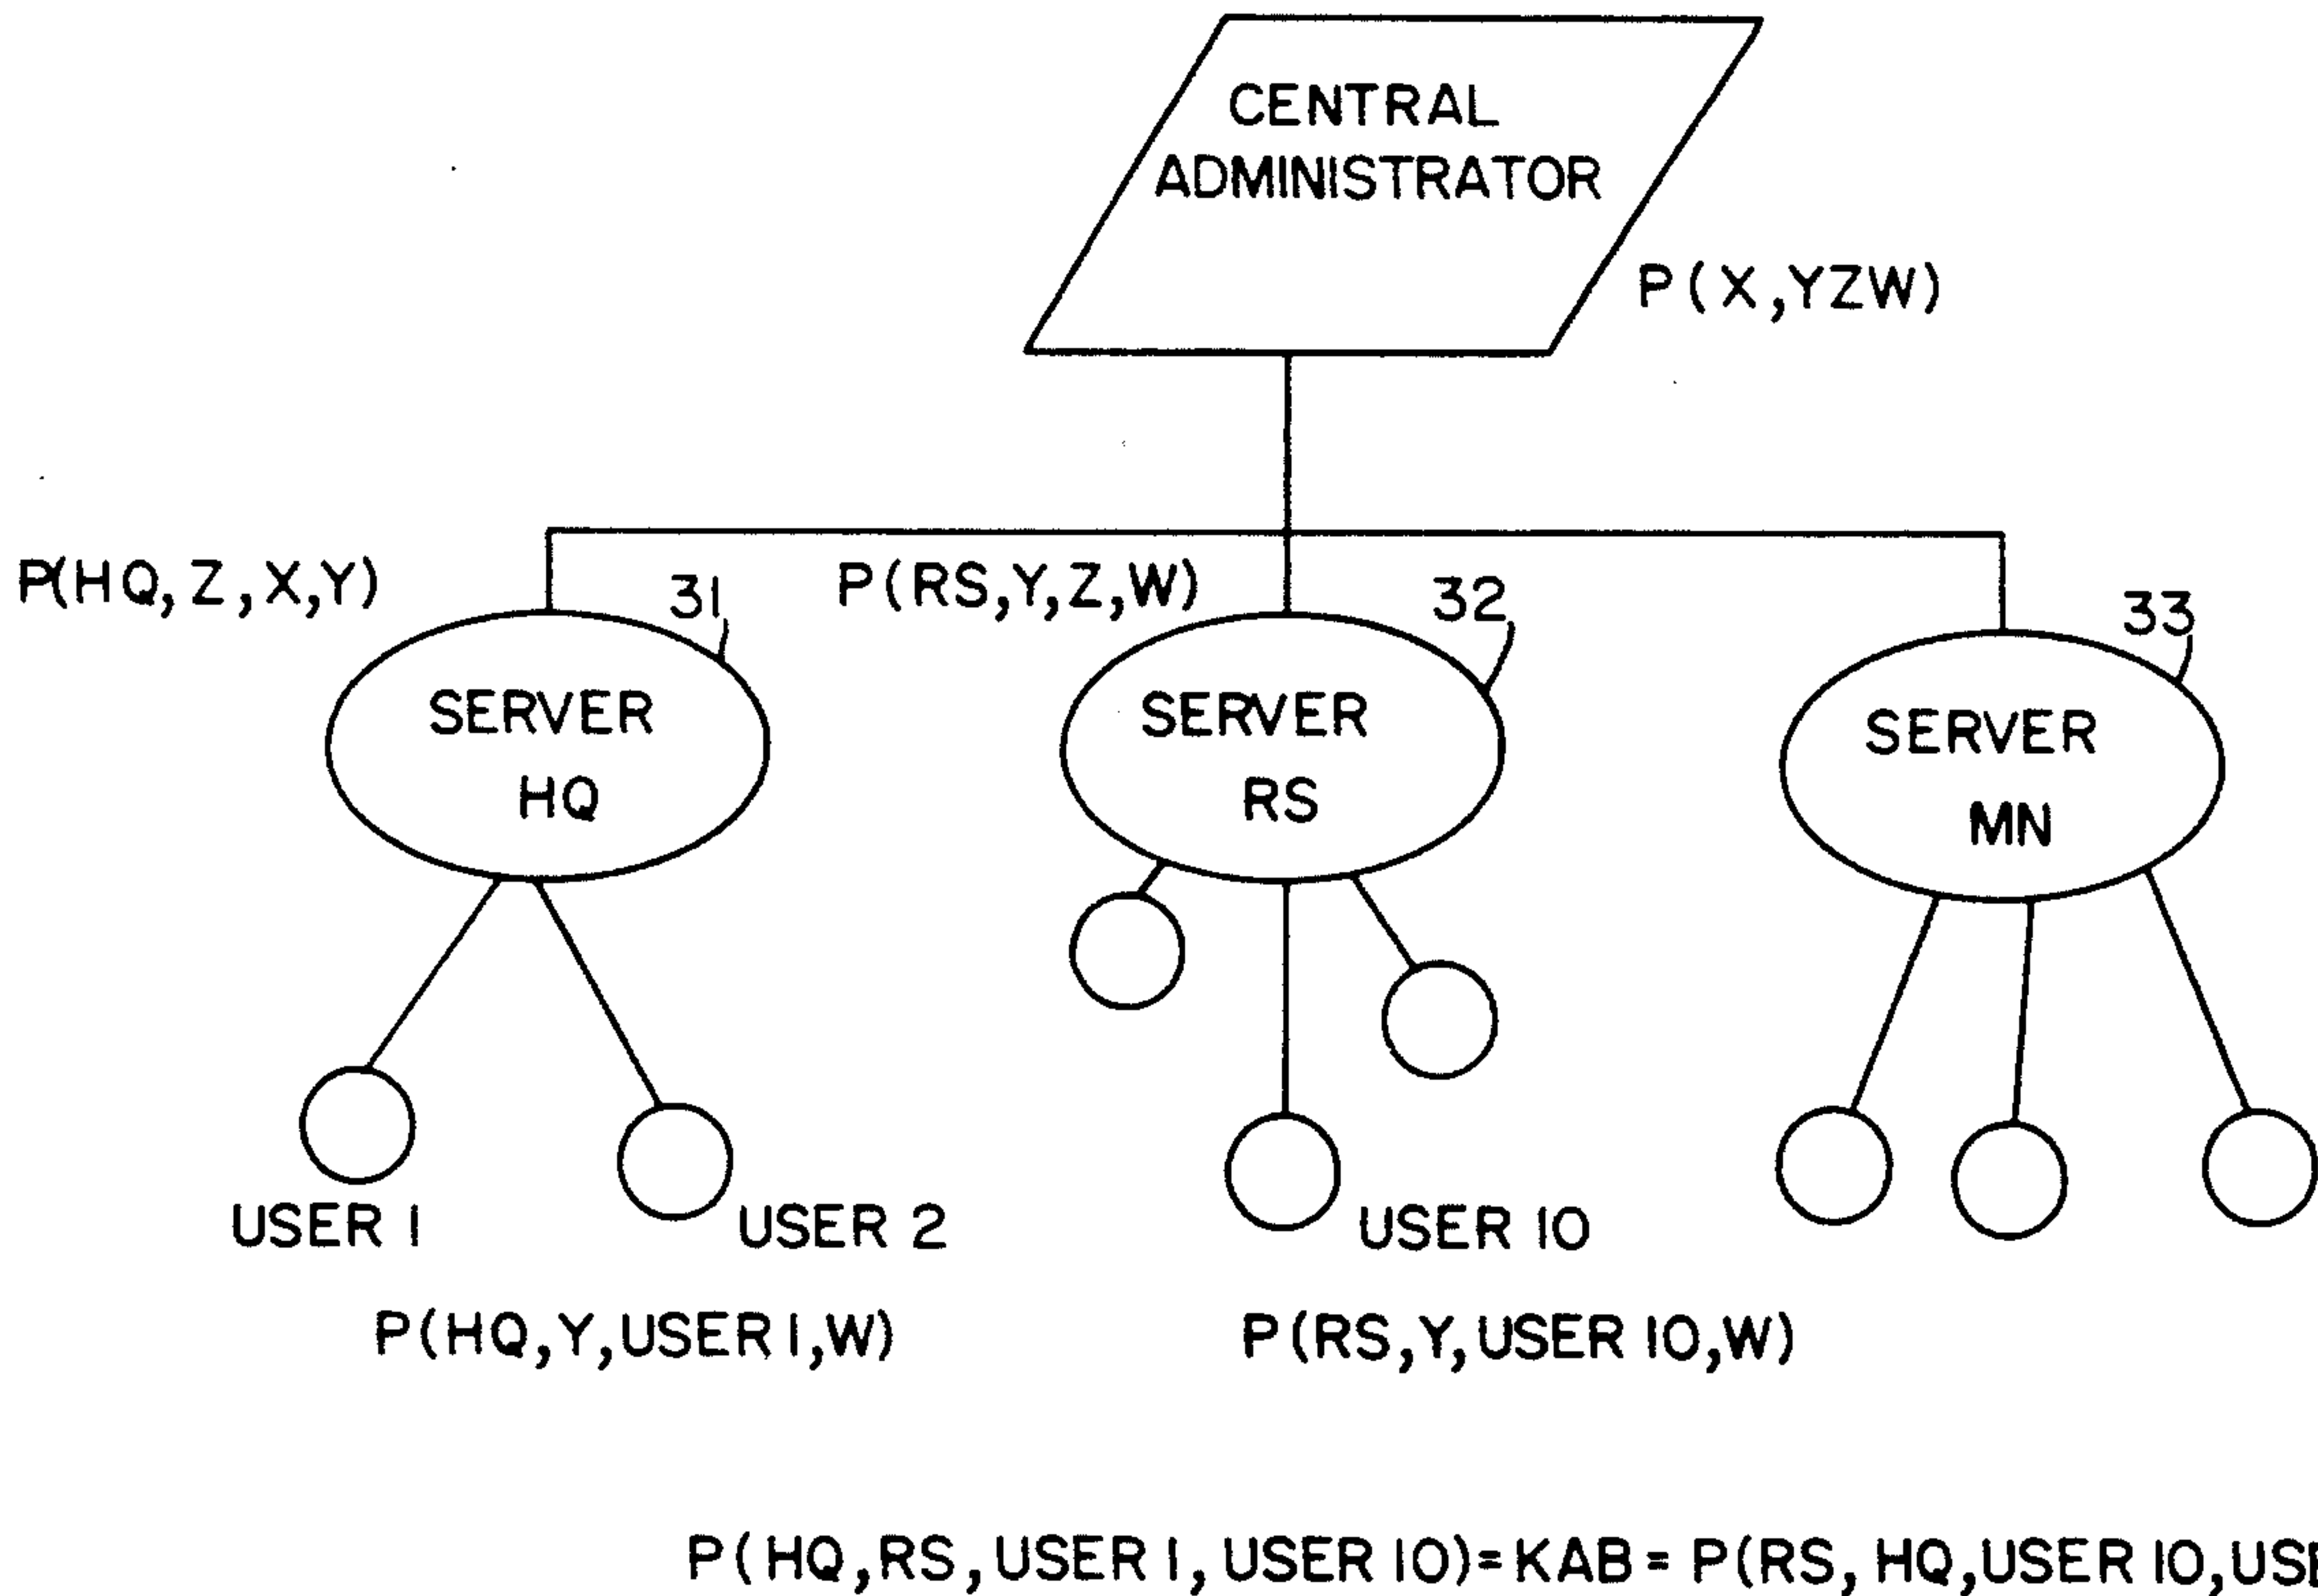 CENTRAL
ADMINISTRATOR
P(X,YZW)
P(HQ,Z,X,Y)
31
P(RS,Y,Z,W)
32
33
SERVER
HQ
SERVER
RS
SERVER
MN
USER 1
USER 2
USER 10
P(HQ,Y,USER 1,W)
P(RS,Y,USER 10,W)
P(HQ,RS,USER 1,USER 10)=KAB=P(RS,HQ,USER 10,